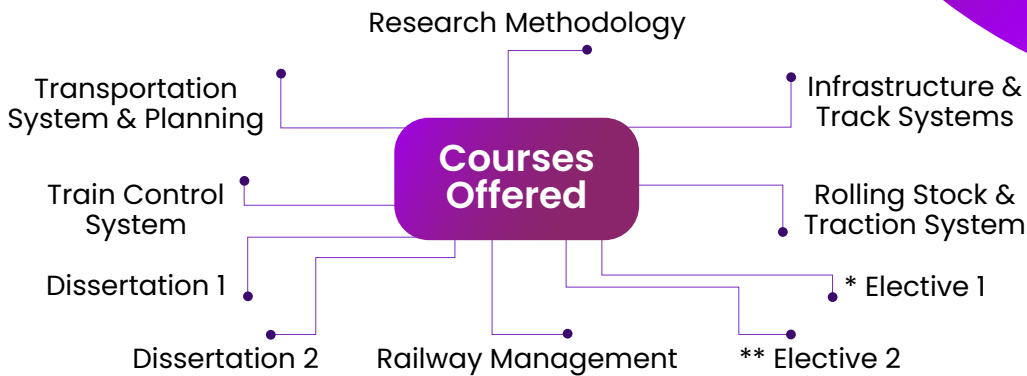 Research Methodology
Transportation
System & Planning
Infrastructure &
Track Systems
Courses
Offered
Train Control
System
Rolling Stock &
Traction System
Dissertation 1
* Elective 1
Dissertation 2
Railway Management
** Elective 2